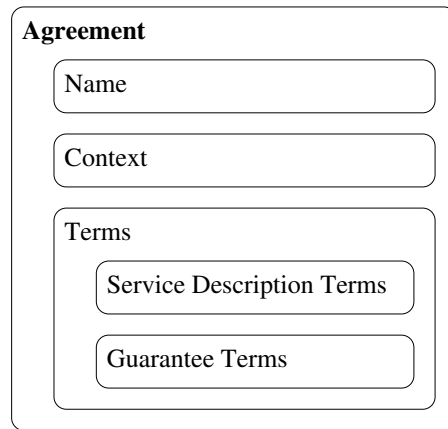 Agreement
Name
Context
Terms
Service Description Terms
Guarantee Terms